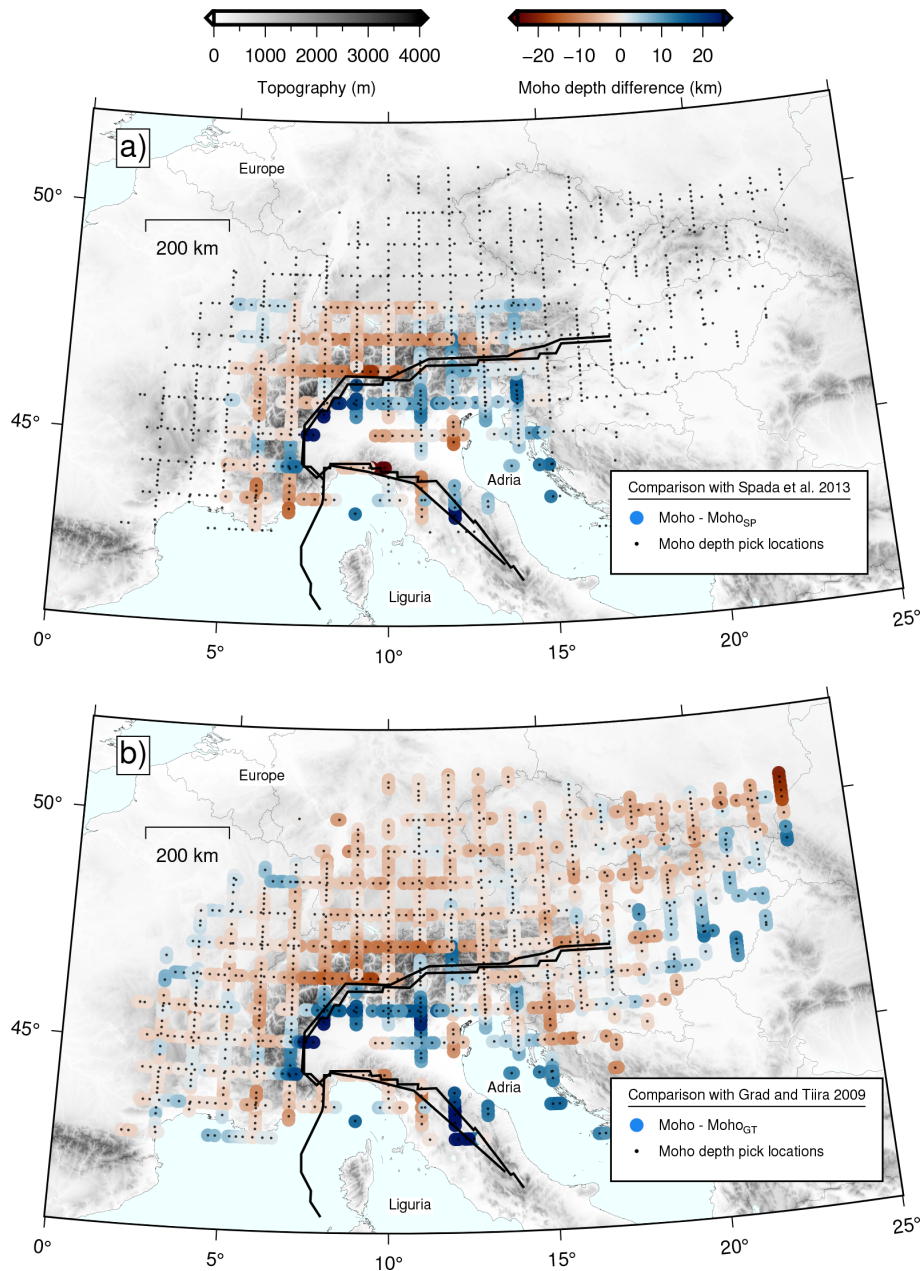 0 1000 2000 3000 4000
Topography (m)
−20 −10 0 10 20
Moho depth difference (km)
a)
Europe
50°
200 km
45°
Adria
Comparison with Spada et al. 2013
Moho - MohoSP
Moho depth pick locations
Liguria
0°
5°
10°
15°
20°
25°
b)
Europe
50°
200 km
45°
Adria
Comparison with Grad and Tiira 2009
Moho - MohoGT
Moho depth pick locations
Liguria
0°
5°
10°
15°
20°
25°